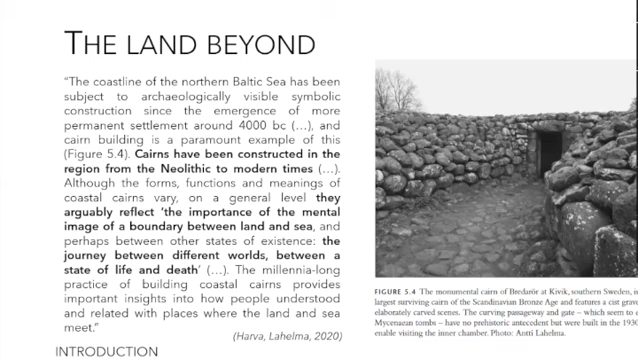 THE LAND BEYOND
“The coastline of the northern Baltic Sea has been
subject to archaeologically visible symbolic
construction since the emergence of more
permanent settlement around 4000 bc (…), and
cairn building is a paramount example of this
(Figure 5.4). Cairns have been constructed in the
region from the Neolithic to modern times (…).
Although the forms, functions and meanings of
coastal cairns vary, on a general level they
arguably reflect ‘the importance of the mental
image of a boundary between land and sea, and
perhaps between other states of existence: the
journey between different worlds, between a
state of life and death’ (…). The millennia-long
practice of building coastal cairns provides
important insights into how people understood
and related with places where the land and sea
meet.”
(Harva, Lahelma, 2020)
INTRODUCTION
FIGURE 5.4 The monumental cairn of Bredarör at Kivik, southern Sweden, is
largest surviving cairn of the Scandinavian Bronze Age and features a cist grav
elaborately carved scenes. The curving passageway and gate – which seem to e
Mycenaean tombs – have no prehistoric antecedent but were built in the 1930
enable visiting the inner chamber. Photo: Antti Lahelma.